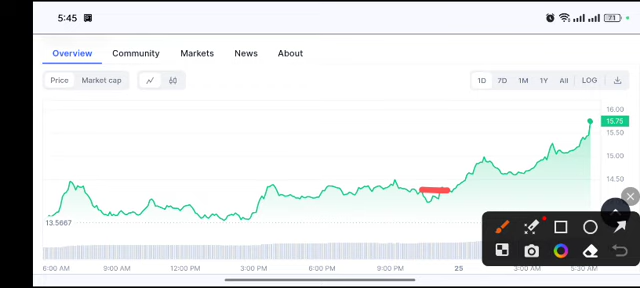 5:45
71
Overview Community Markets News About
Price Market cap 1D 7D 1M 1Y All LOG
16.00
15.75
15.50
15.00
14.50
13.5667
6:00 AM 9:00 AM 12:00 PM 3:00 PM 6:00 PM 9:00 PM 25 3:00 AM 5:30 AM